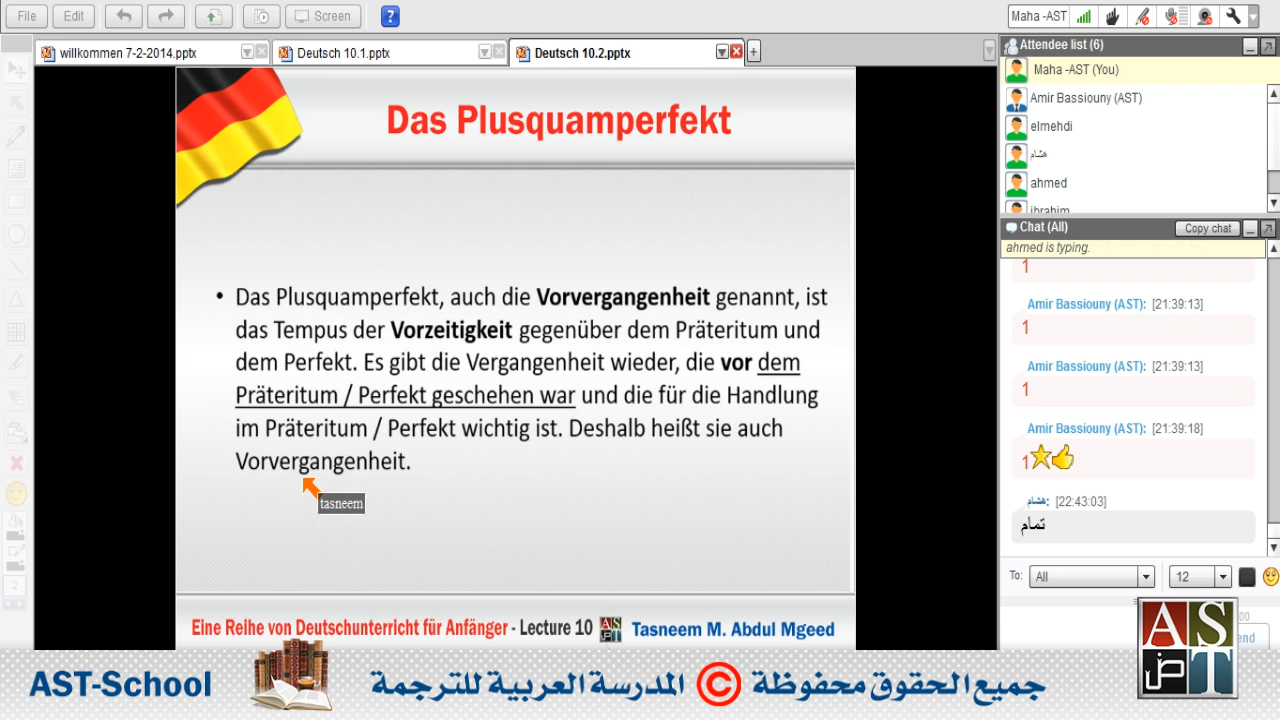 File
Edit
Screen
?
Maha -AST
willkommen 7-2-2014.pptx
Deutsch 10.1.pptx
Deutsch 10.2.pptx
Das Plusquamperfekt
• Das Plusquamperfekt, auch die Vorvergangenheit genannt, ist
das Tempus der Vorzeitigkeit gegenüber dem Präteritum und
dem Perfekt. Es gibt die Vergangenheit wieder, die vor dem
Präteritum / Perfekt geschehen war und die für die Handlung
im Präteritum / Perfekt wichtig ist. Deshalb heißt sie auch
Vorvergangenheit.
tasneem
Eine Reihe von Deutschunterricht für Anfänger - Lecture 10
Tasneem M. Abdul Mgeed
2
Attendee list (6)
Maha -AST (You)
Amir Bassiouny (AST)
elmehdi
هشام
ahmed
ibrahim
Chat (All)
Copy chat
ahmed is typing.
1
Amir Bassiouny (AST): [21:39:13]
1
Amir Bassiouny (AST): [21:39:13]
1
Amir Bassiouny (AST): [21:39:18]
1
هشام: [22:43:03]
تمام
To:
All
12
AST-School
جميع الحقوق محفوظة © المدرسة العربية للترجمة
A S
ض T